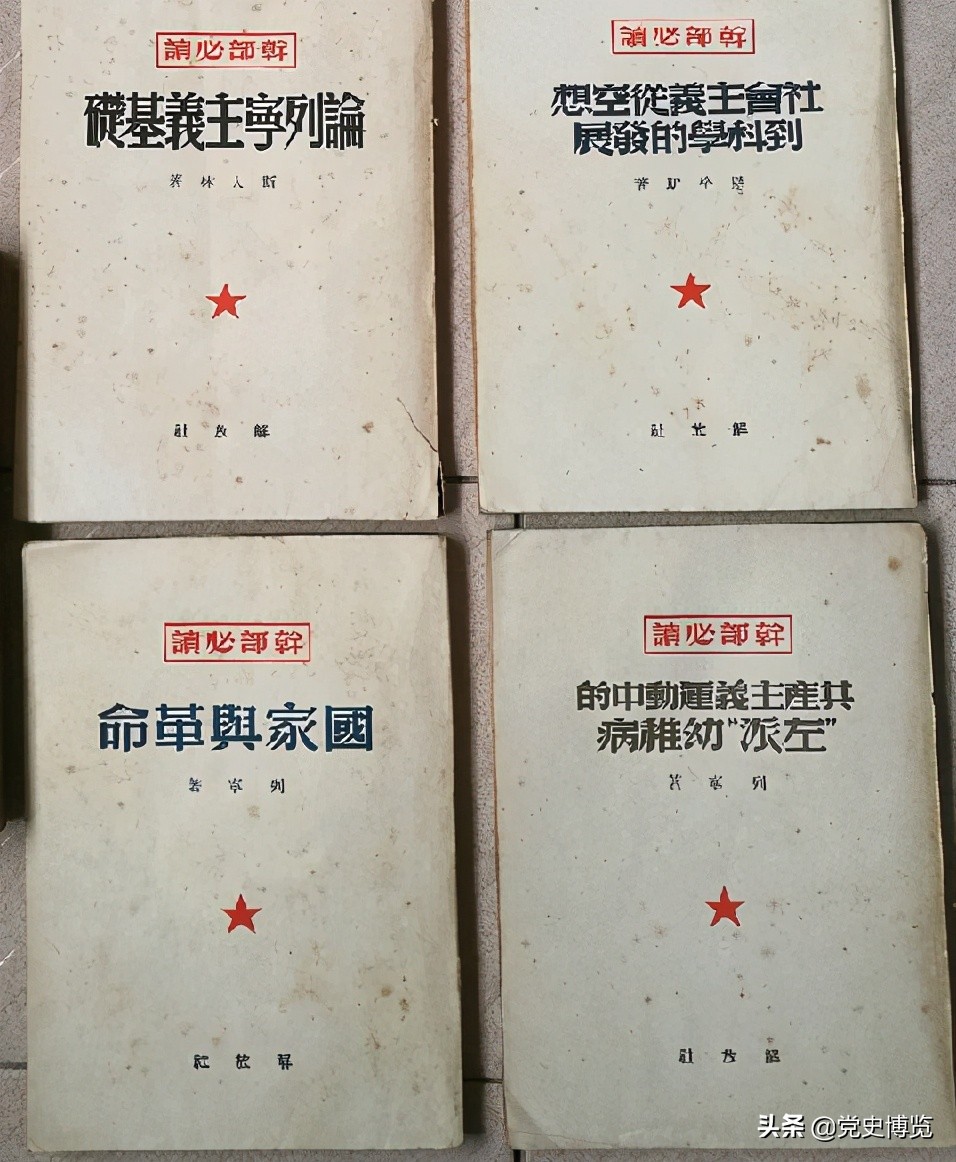 幹部必讀
論列寧主義基礎
斯大林著
解放社
幹部必讀
社會主義從空想
到科學的發展
恩格斯著
解放社
幹部必讀
國家與革命
列寧著
解放社
幹部必讀
共產主義運動中的
"左派"幼稚病
列寧著
解放社
头条 @党史博览